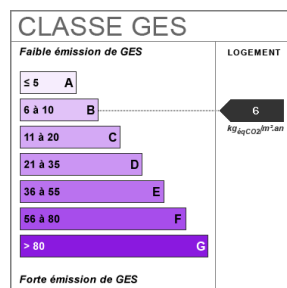 CLASSE GES
Faible émission de GES
LOGEMENT
≤ 5 A
6 à 10 B
6
kgéqCO2/m².an
11 à 20 C
21 à 35 D
36 à 55 E
56 à 80 F
> 80 G
Forte émission de GES